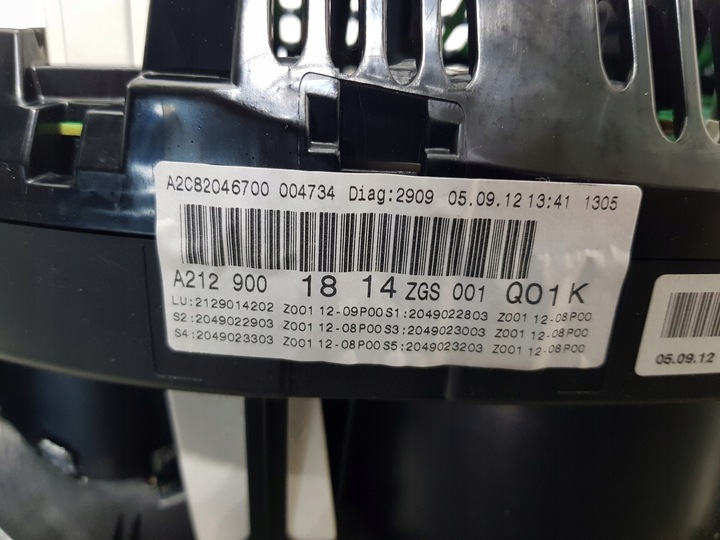 A2C82046700 004734 Diag:2909 05.09.12 13:41 1305
A212 900 18 14 ZGS 001 Q01K
LU:2129014202 Z001 12-09P00 S1:2049022803 Z001 12-08P00
S2:2049022903 Z001 12-08P00 S3:2049023003 Z001 12-08P00
S4:2049023303 Z001 12-08P00 S5:2049023203 Z001 12-08P00
05.09.12